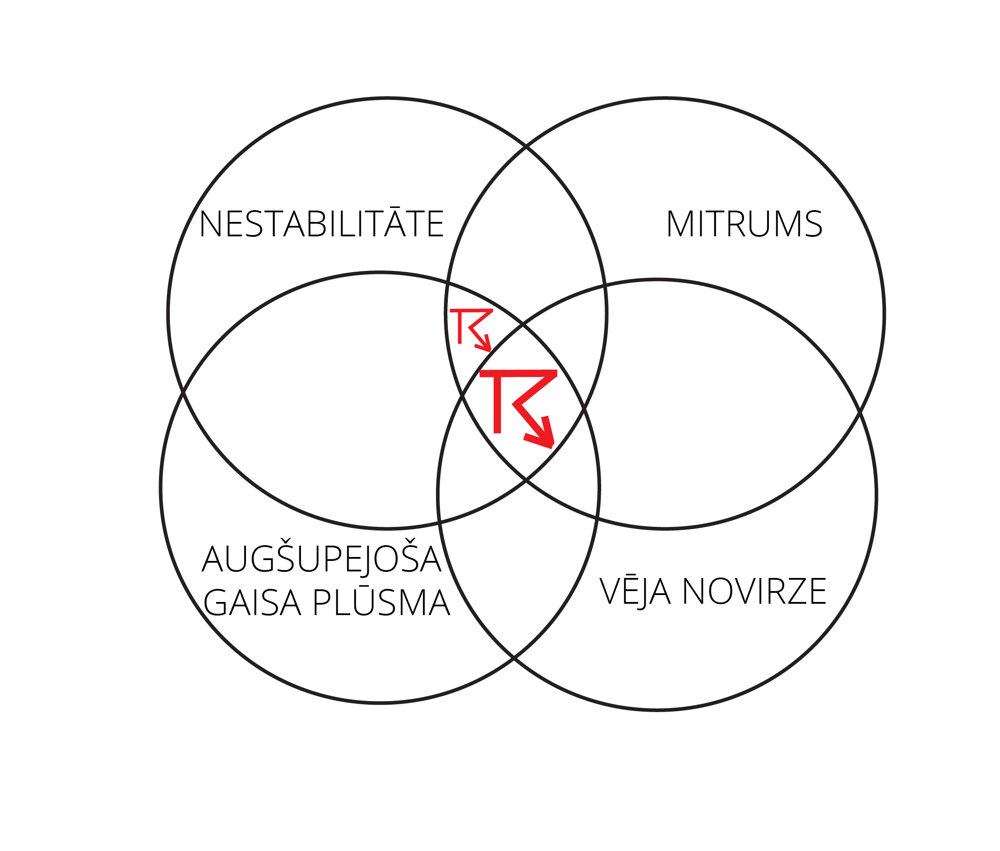 NESTABILITĀTE
MITRUMS
AUGŠUPEJOŠA
GAISA PLŪSMA
VĒJA NOVIRZE